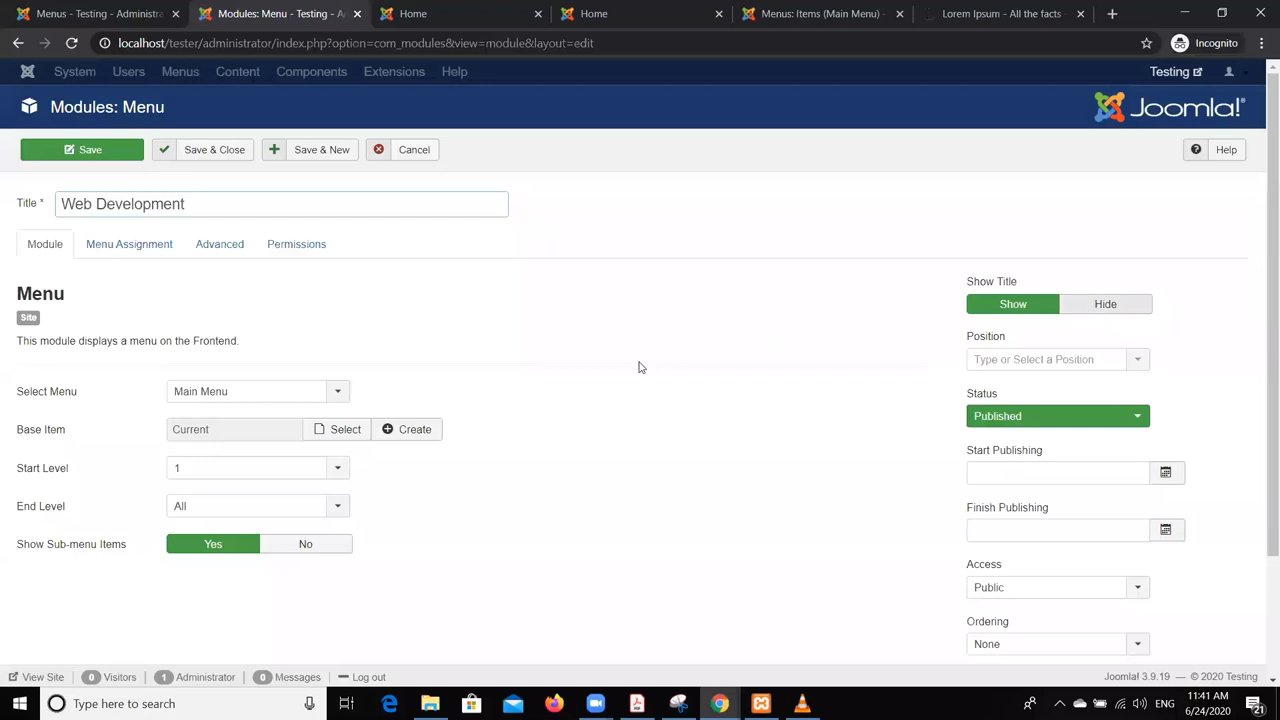 Menus - Testing - Administra
Modules: Menu - Testing - A
Home
Home
Menus: Items (Main Menu) -
Lorem Ipsum - All the facts -
localhost/tester/administrator/index.php?option=com_modules&view=module&layout=edit
Incognito
System Users Menus Content Components Extensions Help
Testing
Modules: Menu
Joomla!®
Save
Save & Close
Save & New
Cancel
Help
Title *
Web Development
Module
Menu Assignment
Advanced
Permissions
Menu
Site
This module displays a menu on the Frontend.
Select Menu
Main Menu
Base Item
Current
Select
Create
Start Level
1
End Level
All
Show Sub-menu Items
Yes
No
Show Title
Show
Hide
Position
Type or Select a Position
Status
Published
Start Publishing
Finish Publishing
Access
Public
Ordering
None
View Site
0 Visitors
1 Administrator
0 Messages
Log out
Joomla! 3.9.19 — © 2020 Testing
Type here to search
ENG
11:41 AM
6/24/2020
21